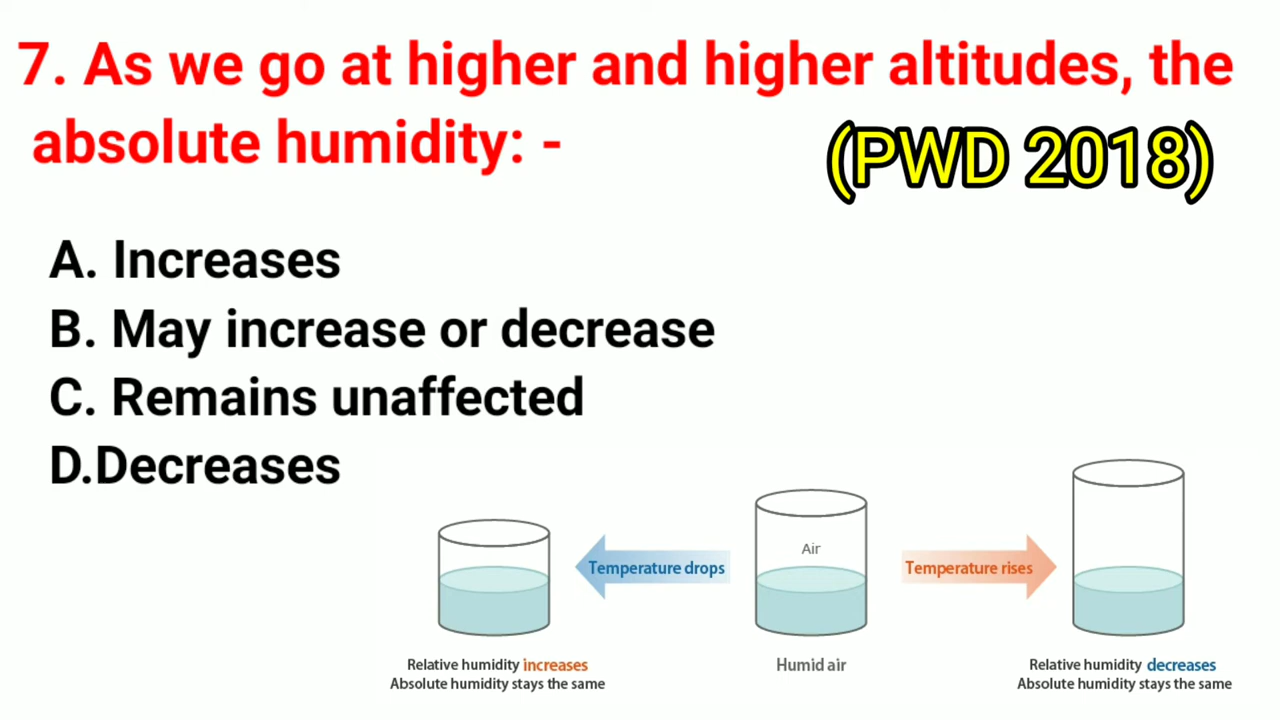 7. As we go at higher and higher altitudes, the
absolute humidity: -
(PWD 2018)
A. Increases
B. May increase or decrease
C. Remains unaffected
D.Decreases
Air
Temperature drops
Temperature rises
Relative humidity increases
Absolute humidity stays the same
Humid air
Relative humidity decreases
Absolute humidity stays the same